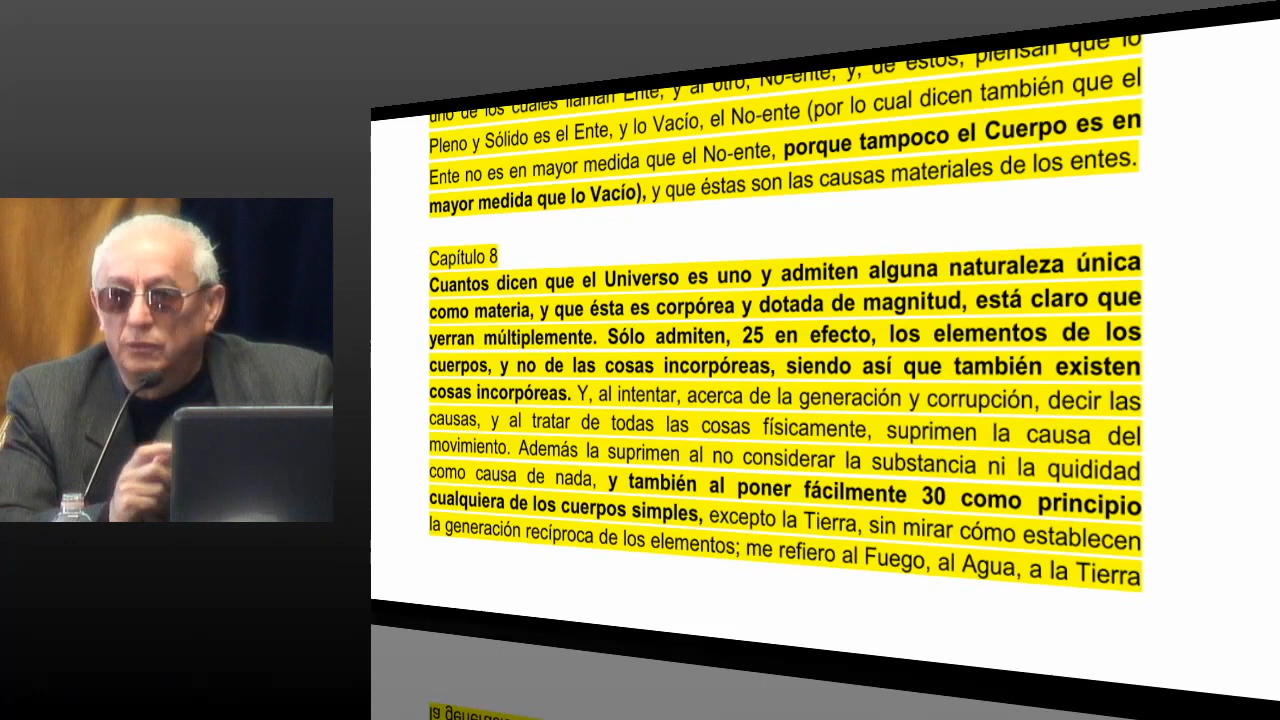 uno de los cuales llaman Ente, y al otro, No-ente, y, de éstos, piensan que lo
Pleno y Sólido es el Ente, y lo Vacío, el No-ente (por lo cual dicen también que el
Ente no es en mayor medida que el No-ente, porque tampoco el Cuerpo es en
mayor medida que lo Vacío), y que éstas son las causas materiales de los entes.
Capítulo 8
Cuantos dicen que el Universo es uno y admiten alguna naturaleza única
como materia, y que ésta es corpórea y dotada de magnitud, está claro que
yerran múltiplemente. Sólo admiten, 25 en efecto, los elementos de los
cuerpos, y no de las cosas incorpóreas, siendo así que también existen
cosas incorpóreas. Y, al intentar, acerca de la generación y corrupción, decir las
causas, y al tratar de todas las cosas físicamente, suprimen la causa del
movimiento. Además la suprimen al no considerar la substancia ni la quididad
como causa de nada, y también al poner fácilmente 30 como principio
cualquiera de los cuerpos simples, excepto la Tierra, sin mirar cómo establecen
la generación recíproca de los elementos; me refiero al Fuego, al Agua, a la Tierra